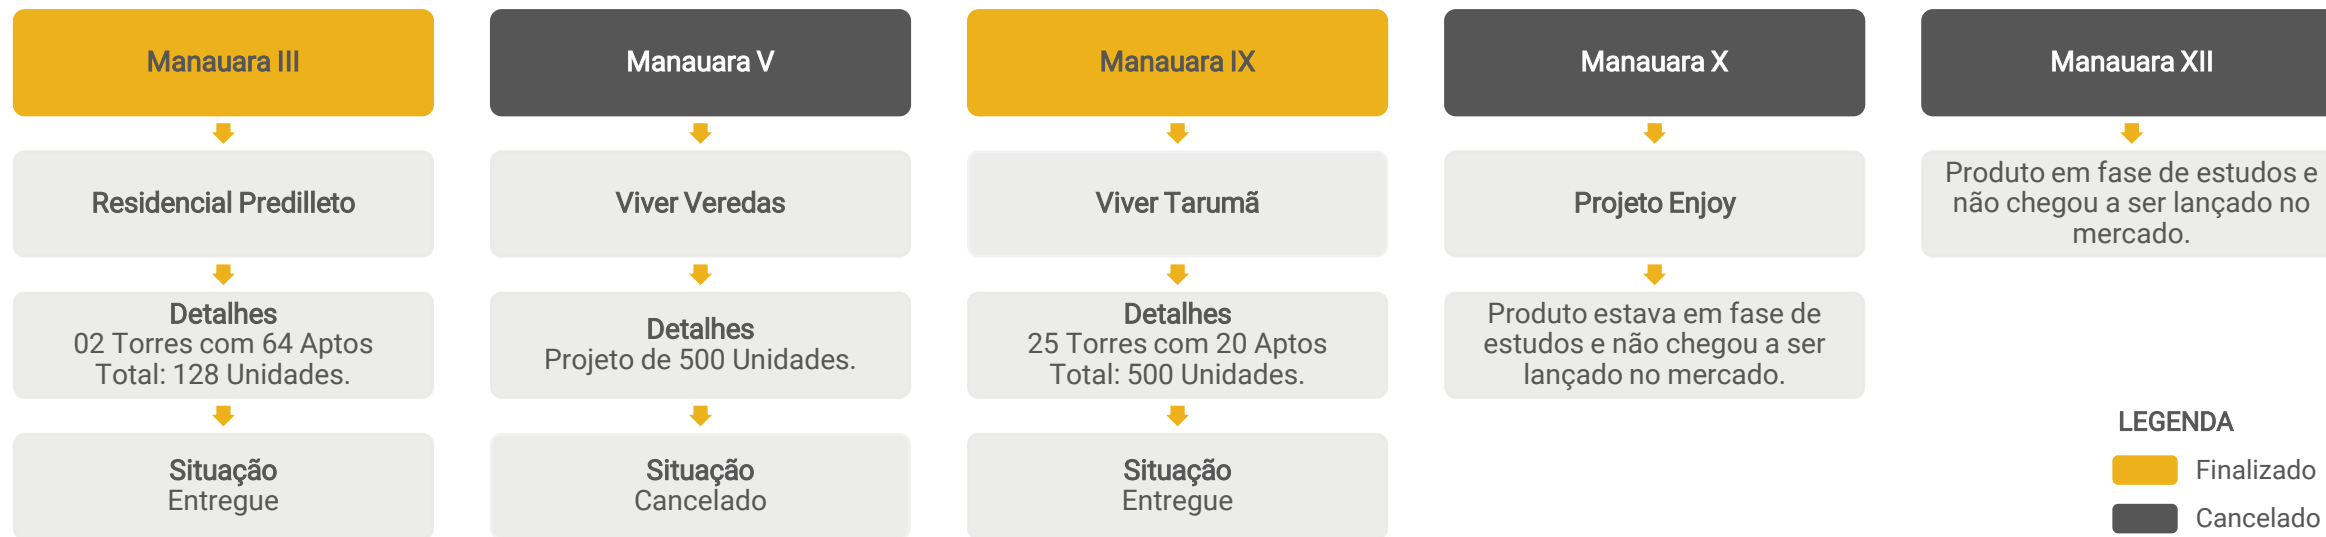 Manauara III
Residencial Predilleto
Detalhes
02 Torres com 64 Aptos
Total: 128 Unidades.
Situação
Entregue
Manauara V
Viver Veredas
Detalhes
Projeto de 500 Unidades.
Situação
Cancelado
Manauara IX
Viver Tarumã
Detalhes
25 Torres com 20 Aptos
Total: 500 Unidades.
Situação
Entregue
Manauara X
Projeto Enjoy
Produto estava em fase de
estudos e não chegou a ser
lançado no mercado.
Manauara XII
Produto em fase de estudos e
não chegou a ser lançado no
mercado.
LEGENDA
Finalizado
Cancelado